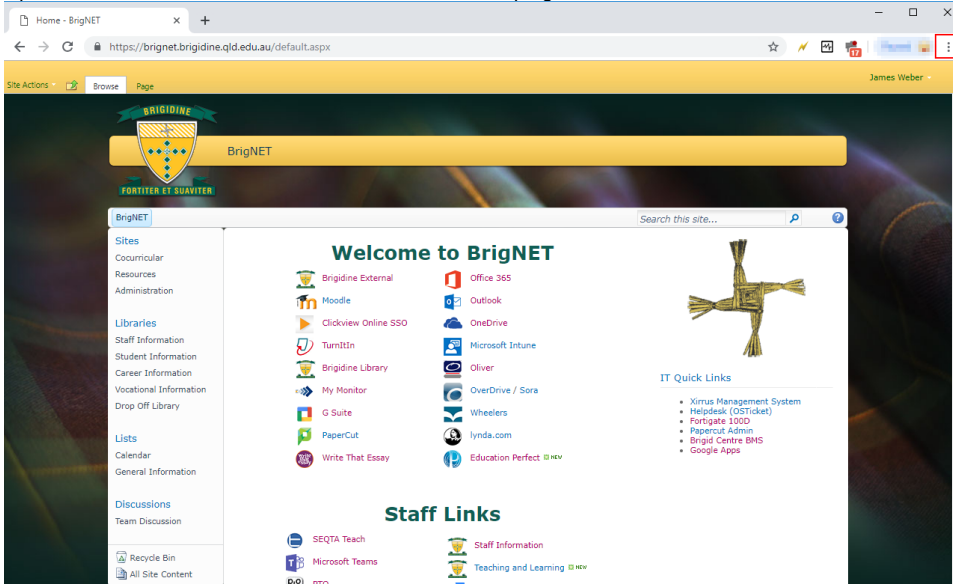 Home - BrigNET
https://brignet.brigidine.qld.edu.au/default.aspx
17
Site Actions
Browse
Page
James Weber
BRIGIDINE
FORTITER ET SUAVITER
BrigNET
BrigNET
Search this site...
Sites
Cocurricular
Resources
Administration
Libraries
Staff Information
Student Information
Career Information
Vocational Information
Drop Off Library
Lists
Calendar
General Information
Discussions
Team Discussion
Recycle Bin
All Site Content
Welcome to BrigNET
Brigidine External
Office 365
Moodle
Outlook
Clickview Online SSO
OneDrive
TurnItIn
Microsoft Intune
Brigidine Library
Oliver
My Monitor
OverDrive / Sora
G Suite
Wheelers
PaperCut
lynda.com
Write That Essay
Education Perfect NEW
IT Quick Links
Xirrus Management System
Helpdesk (OSTicket)
Fortigate 100D
Papercut Admin
Brigid Centre BMS
Google Apps
Staff Links
SEQTA Teach
Staff Information
Microsoft Teams
Teaching and Learning NEW